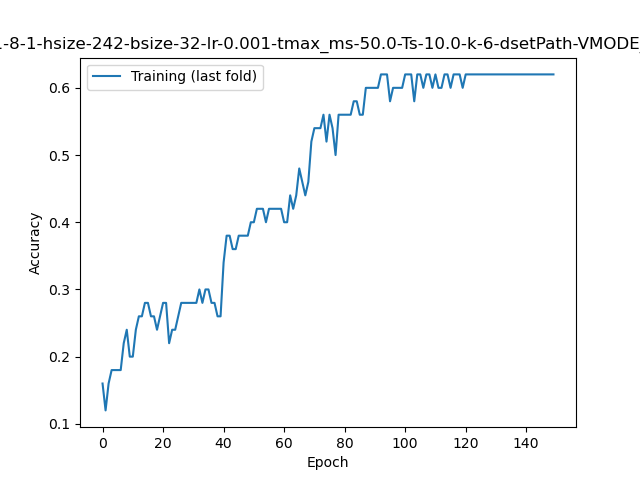 -8-1-hsize-242-bsize-32-lr-0.001-tmax_ms-50.0-Ts-10.0-k-6-dsetPath-VMODE_
Training (last fold)
0.6
0.5
0.4
0.3
0.2
0.1
Accuracy
0 20 40 60 80 100 120 140
Epoch